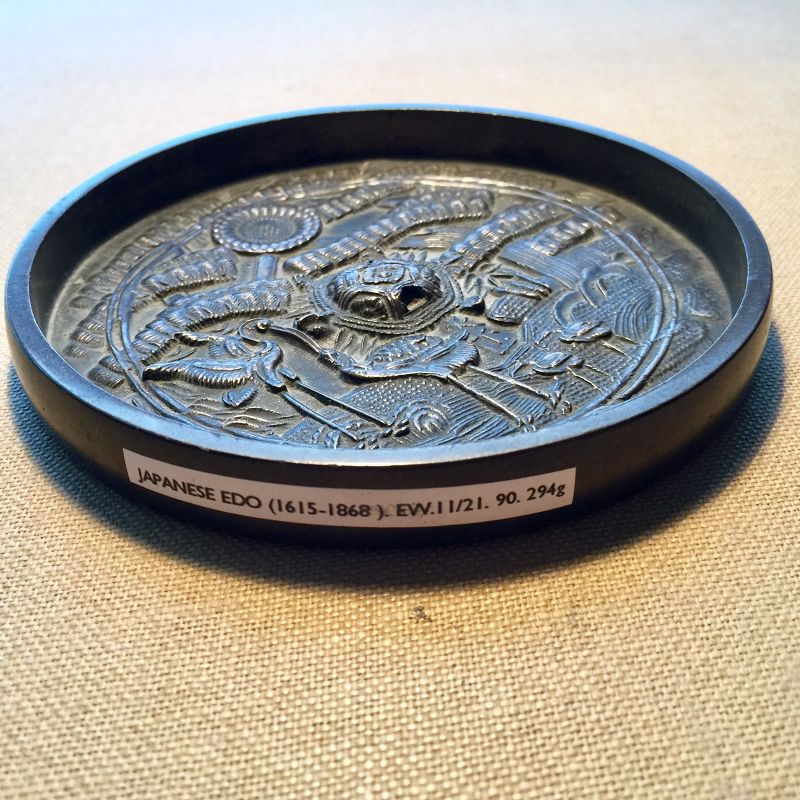 JAPANESE EDO (1615-1868 ). EW.11/21. 90. 294g